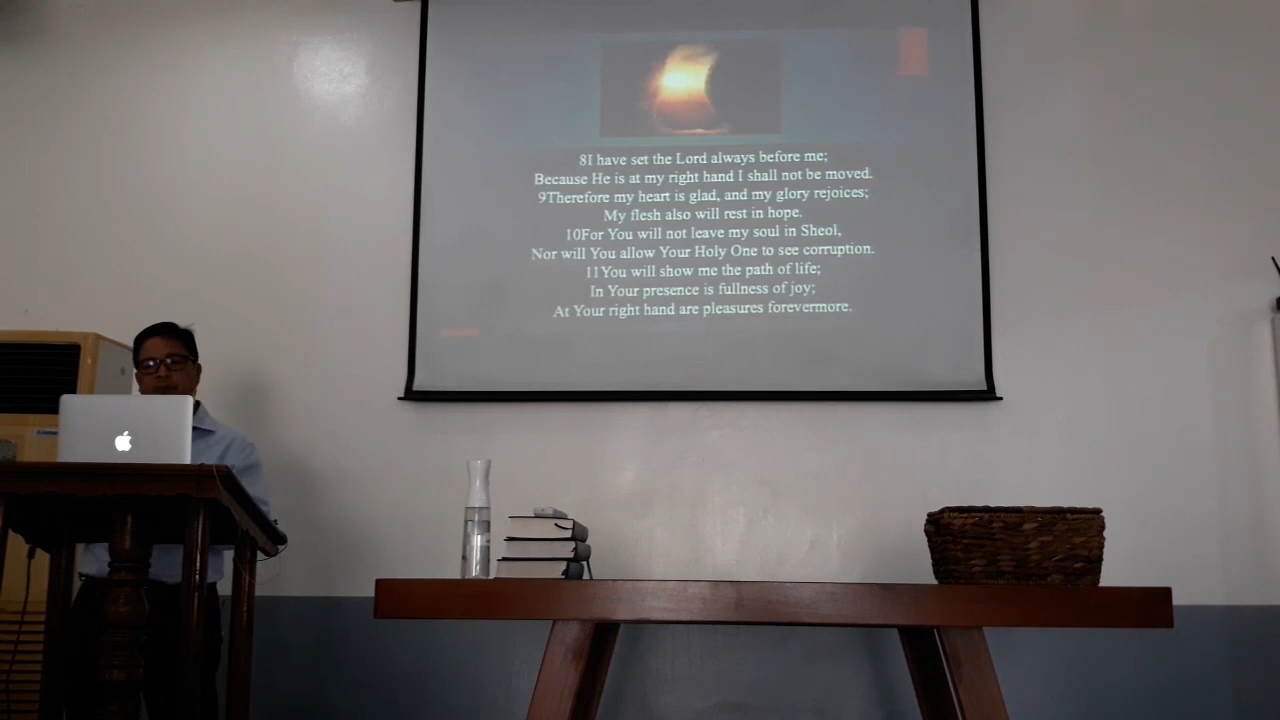 8I have set the Lord always before me;
Because He is at my right hand I shall not be moved.
9Therefore my heart is glad, and my glory rejoices;
My flesh also will rest in hope.
10For You will not leave my soul in Sheol,
Nor will You allow Your Holy One to see corruption.
11You will show me the path of life;
In Your presence is fullness of joy;
At Your right hand are pleasures forevermore.